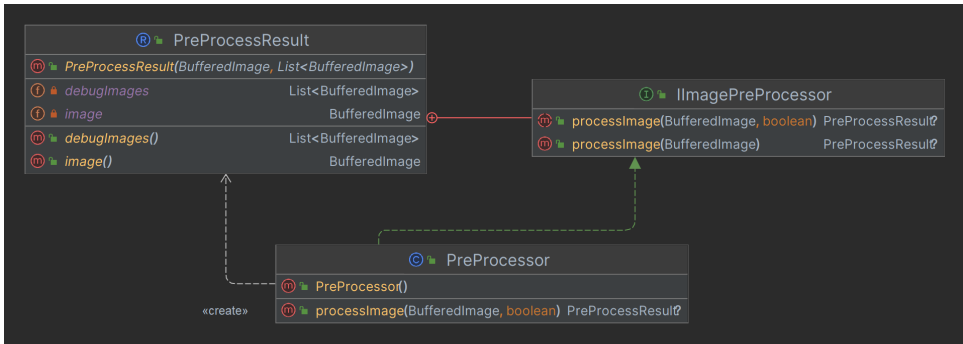 PreProcessResult
PreProcessResult(BufferedImage, List<BufferedImage>)
debugImages List<BufferedImage>
image BufferedImage
debugImages() List<BufferedImage>
image() BufferedImage
IImagePreProcessor
processImage(BufferedImage, boolean) PreProcessResult?
processImage(BufferedImage) PreProcessResult?
PreProcessor
PreProcessor()
processImage(BufferedImage, boolean) PreProcessResult?
«create»